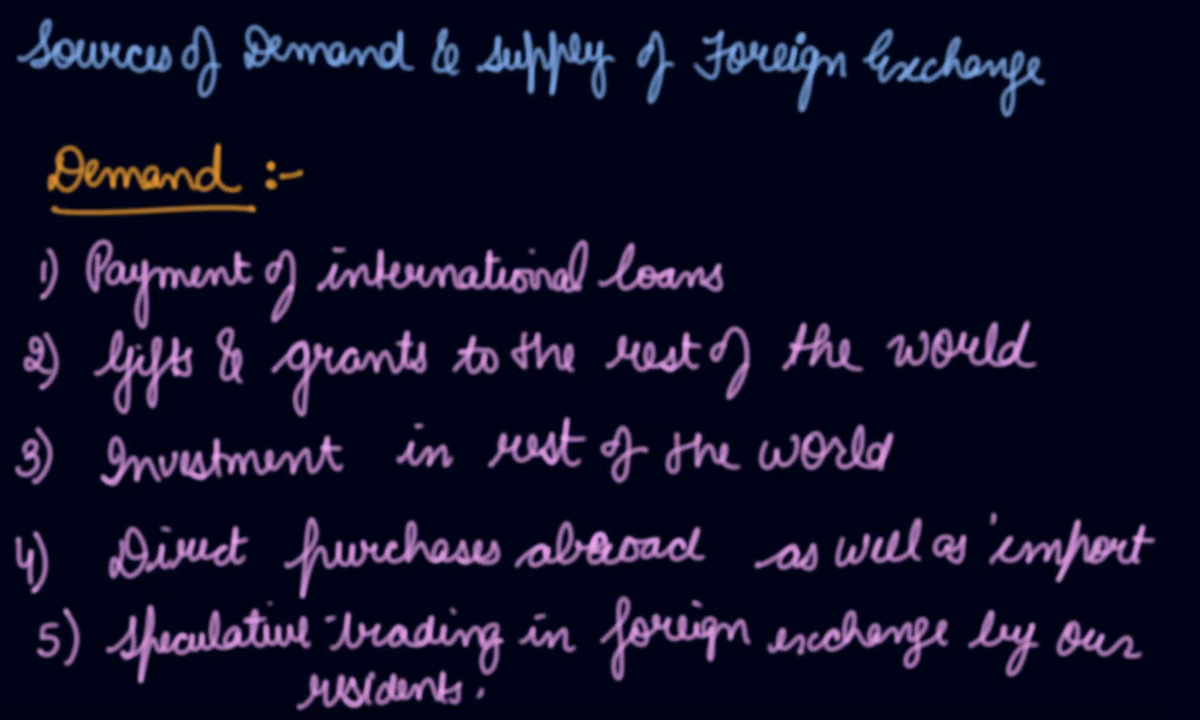 Sources of Demand & supply of Foreign Exchange
Demand :-
1) Payment of international loans
2) Gifts & grants to the rest of the world
3) Investment in rest of the world
4) Direct purchases abroad as well as import
5) Speculative trading in foreign exchange by our
residents.